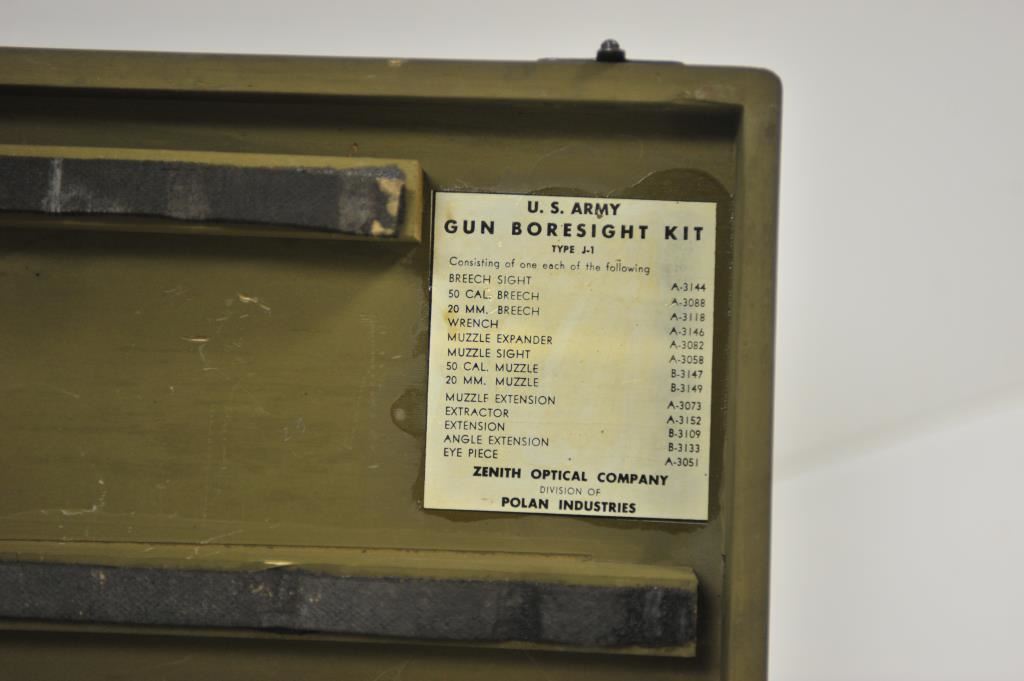 U. S. ARMY
GUN BORESIGHT KIT
TYPE J-1
Consisting of one each of the following
BREECH SIGHT A-3144
50 CAL. BREECH A-3088
20 MM. BREECH A-3118
WRENCH A-3146
MUZZLE EXPANDER A-3082
MUZZLE SIGHT A-3058
50 CAL. MUZZLE B-3147
20 MM. MUZZLE B-3149
MUZZLE EXTENSION A-3073
EXTRACTOR A-3152
EXTENSION B-3109
ANGLE EXTENSION B-3133
EYE PIECE A-3051
ZENITH OPTICAL COMPANY
DIVISION OF
POLAN INDUSTRIES